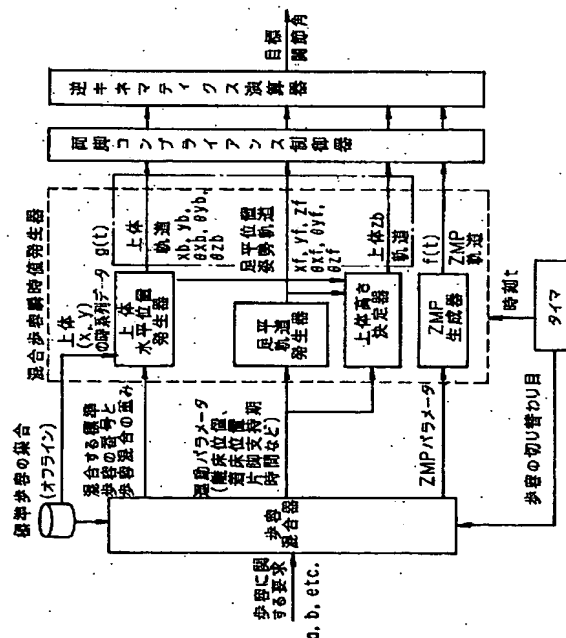 標準歩容の集合
(オフライン)
歩容に関
する要求
a, b, etc.
歩容
混合器
混合する標準
歩容の番号と
歩容混合の重み
運動パラメータ
(離床位置、
着床位置、
片脚支持期
時間など)
ZMPパラメータ
歩容の切り替わり目
タイマ
時刻t
混合歩容瞬時値発生器
上体
(x, y)
の時系列データ
上体
水平位置
発生器
足平
軌道
発生器
上体高さ
決定器
ZMP
生成器
g(t)
上体
軌道
xb, yb,
θxb, θyb,
θzb
足平位置
姿勢軌道
xf, yf, zf
θxf, θyf,
θzf
上体zb
軌道
f(t)
ZMP
軌道
両脚コンプライアンス制御器
逆キネマティクス演算器
目標
関節角